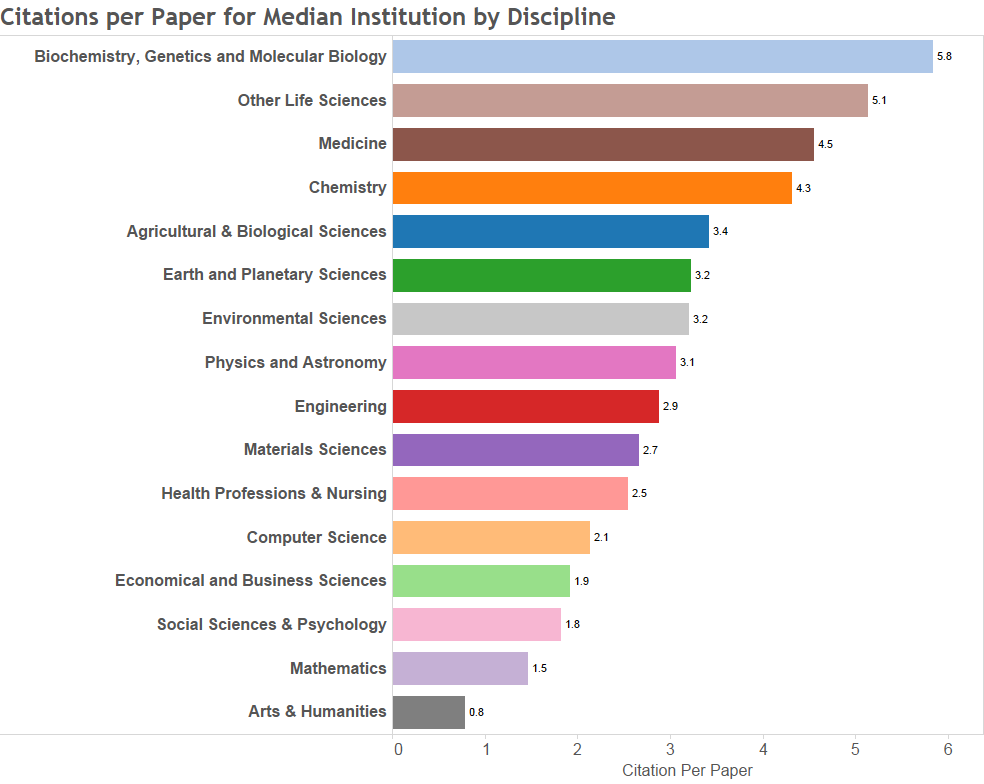 Citations per Paper for Median Institution by Discipline
Biochemistry, Genetics and Molecular Biology 5.8
Other Life Sciences 5.1
Medicine 4.5
Chemistry 4.3
Agricultural & Biological Sciences 3.4
Earth and Planetary Sciences 3.2
Environmental Sciences 3.2
Physics and Astronomy 3.1
Engineering 2.9
Materials Sciences 2.7
Health Professions & Nursing 2.5
Computer Science 2.1
Economical and Business Sciences 1.9
Social Sciences & Psychology 1.8
Mathematics 1.5
Arts & Humanities 0.8
0 1 2 3 4 5 6
Citation Per Paper